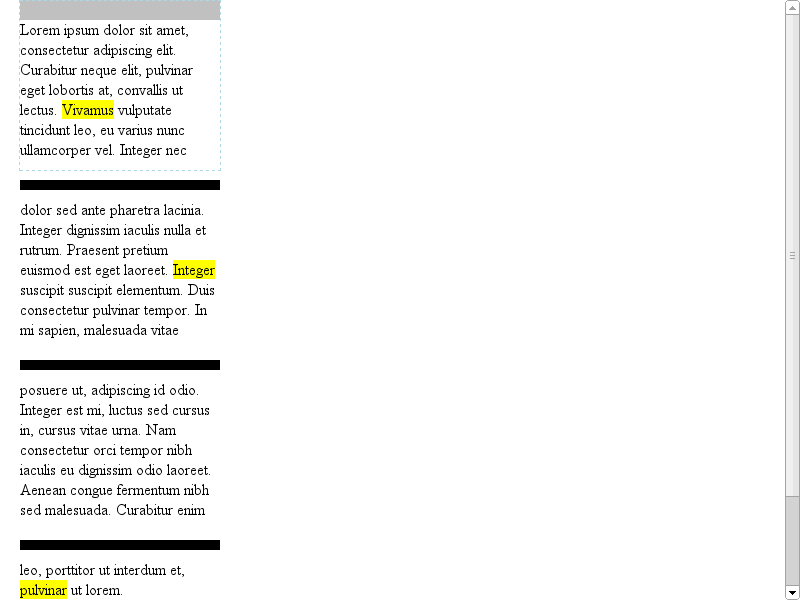 Lorem ipsum dolor sit amet,
consectetur adipiscing elit.
Curabitur neque elit, pulvinar
eget lobortis at, convallis ut
lectus. Vivamus vulputate
tincidunt leo, eu varius nunc
ullamcorper vel. Integer nec
dolor sed ante pharetra lacinia.
Integer dignissim iaculis nulla et
rutrum. Praesent pretium
euismod est eget laoreet. Integer
suscipit suscipit elementum. Duis
consectetur pulvinar tempor. In
mi sapien, malesuada vitae
posuere ut, adipiscing id odio.
Integer est mi, luctus sed cursus
in, cursus vitae urna. Nam
consectetur orci tempor nibh
iaculis eu dignissim odio laoreet.
Aenean congue fermentum nibh
sed malesuada. Curabitur enim
leo, porttitor ut interdum et,
pulvinar ut lorem.